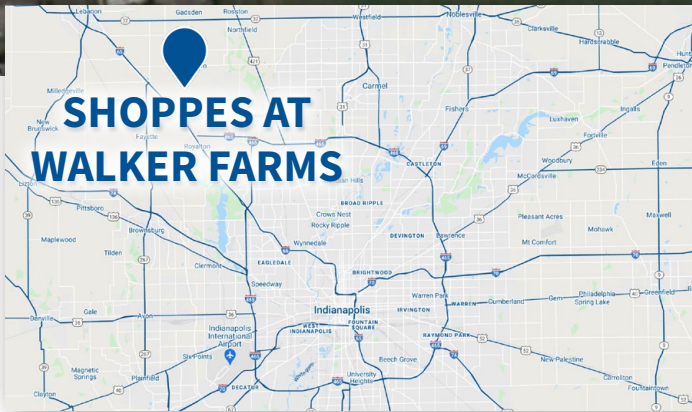 Lebanon
Gadsden
Rosston
Westfield
Noblesville
Clarksville
Northfield
Hardscrabble
Pendleton
Carmel
Milledgeville
Fishers
Ingalls
SHOPPES AT
New
Brunswick
Luxhaven
Fayette
Royalton
Fortville
WALKER FARMS
CASTLETON
Woodbury
McCordsville
Eden
Lizton
BROAD RIPPLE
Pittsboro
Crows Nest
Rocky Ripple
Pleasant Acres
Maxwell
Brownsburg
Maplewood
Wynnedale
DEVINGTON
Lawrence
Mohawk
Mt Comfort
Tilden
Clermont
EAGLEDALE
BRIGHTWOOD
Speedway
Warren Park
WARREN
Cumberland
Gem
Philadelphia
Spring Lake
Greenfield
Indianapolis
IRVINGTON
Gale
Danville
Avon
WEST
INDIANAPOLIS
FOUNTAIN
SQUARE
Indianapolis
International
Airport
RAYMOND PARK
Six Points
Beech Grove
New Palestine
Magnetic
Springs
Plainfield
University
Heights
Carrollton
DECATUR
Fountaintown
Clayton